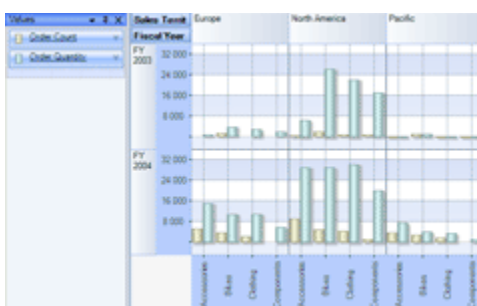 Values
Order Count
Order Quantity
Sales Territ
Europe
North America
Pacific
Fiscal Year
FY
2003
32 000
24 000
16 000
8 000
FY
2004
32 000
24 000
16 000
8 000
Accessories
Bikes
Clothing
Components
Accessories
Bikes
Clothing
Components
Accessories
Bikes
Clothing
Components